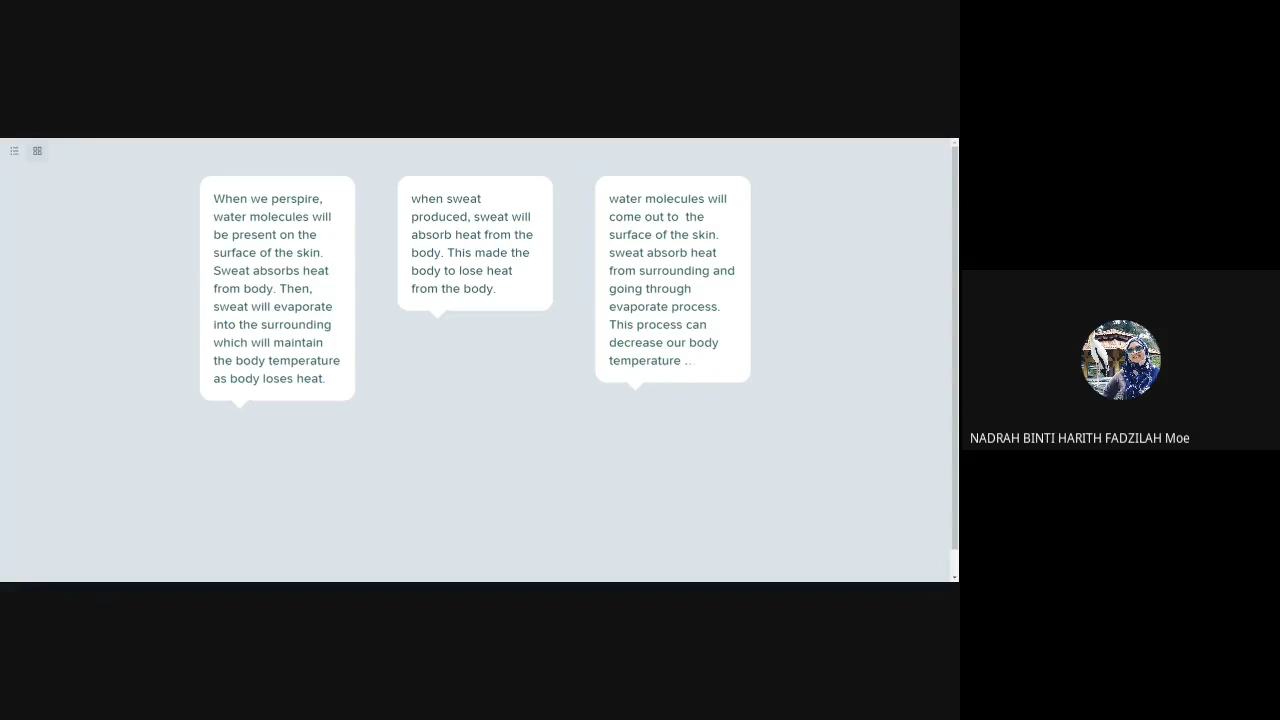 When we perspire,
water molecules will
be present on the
surface of the skin.
Sweat absorbs heat
from body. Then,
sweat will evaporate
into the surrounding
which will maintain
the body temperature
as body loses heat.
when sweat
produced, sweat will
absorb heat from the
body. This made the
body to lose heat
from the body.
water molecules will
come out to  the
surface of the skin.
sweat absorb heat
from surrounding and
going through
evaporate process.
This process can
decrease our body
temperature ..
NADRAH BINTI HARITH FADZILAH Moe